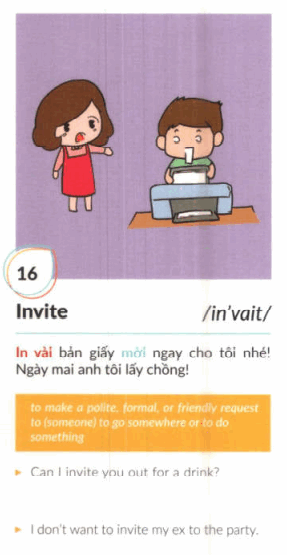 16
Invite /in'vait/
In vài bản giấy mời ngay cho tôi nhé!
Ngày mai anh tôi lấy chồng!
to make a polite, formal, or friendly request
to (someone) to go somewhere or to do
something
Can I invite you out for a drink?
I don't want to invite my ex to the party.